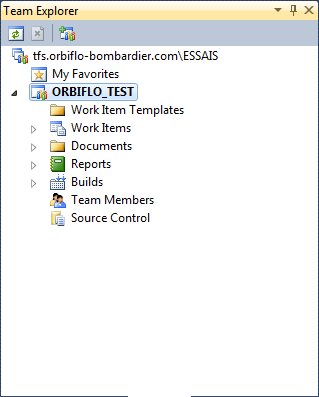 Team Explorer
tfs.orbiflo-bombardier.com\ESSAIS
My Favorites
ORBIFLO_TEST
Work Item Templates
Work Items
Documents
Reports
Builds
Team Members
Source Control